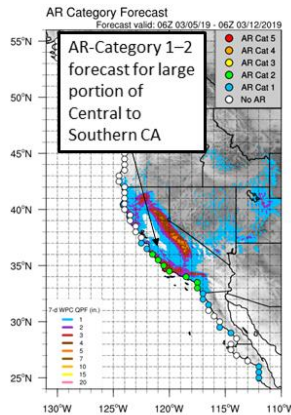 AR Category Forecast
Forecast valid: 06Z 03/05/19 - 06Z 03/12/2019
AR-Category 1–2
forecast for large
portion of
Central to
Southern CA
AR Cat 5
AR Cat 4
AR Cat 3
AR Cat 2
AR Cat 1
No AR
55°N
50°N
45°N
40°N
35°N
30°N
25°N
7-d WPC QPF (in.)
1
2
3
4
5
7
10
15
20
130°W 125°W 120°W 115°W 110°W